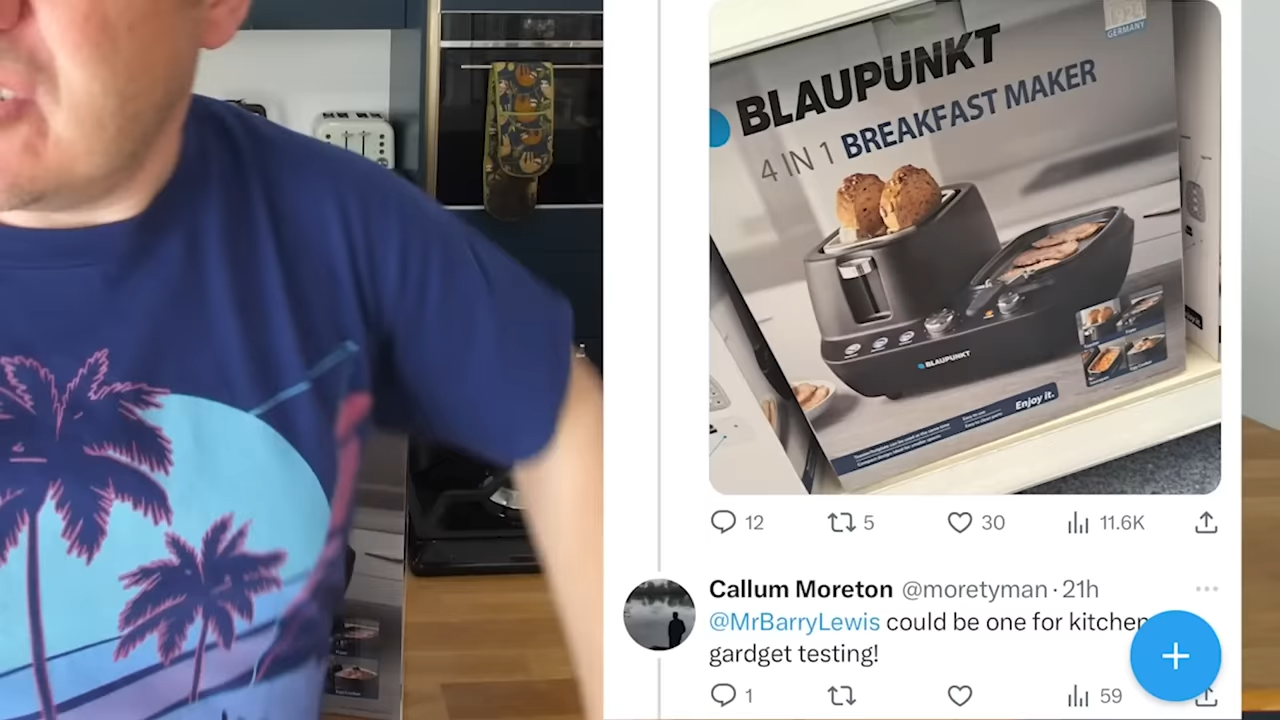 1924
GERMANY
BLAUPUNKT
4 IN 1 BREAKFAST MAKER
BLAUPUNKT
Enjoy it.
12
5
30
11.6K
Callum Moreton @moretyman · 21h
@MrBarryLewis could be one for kitchen
gardget testing!
1
59